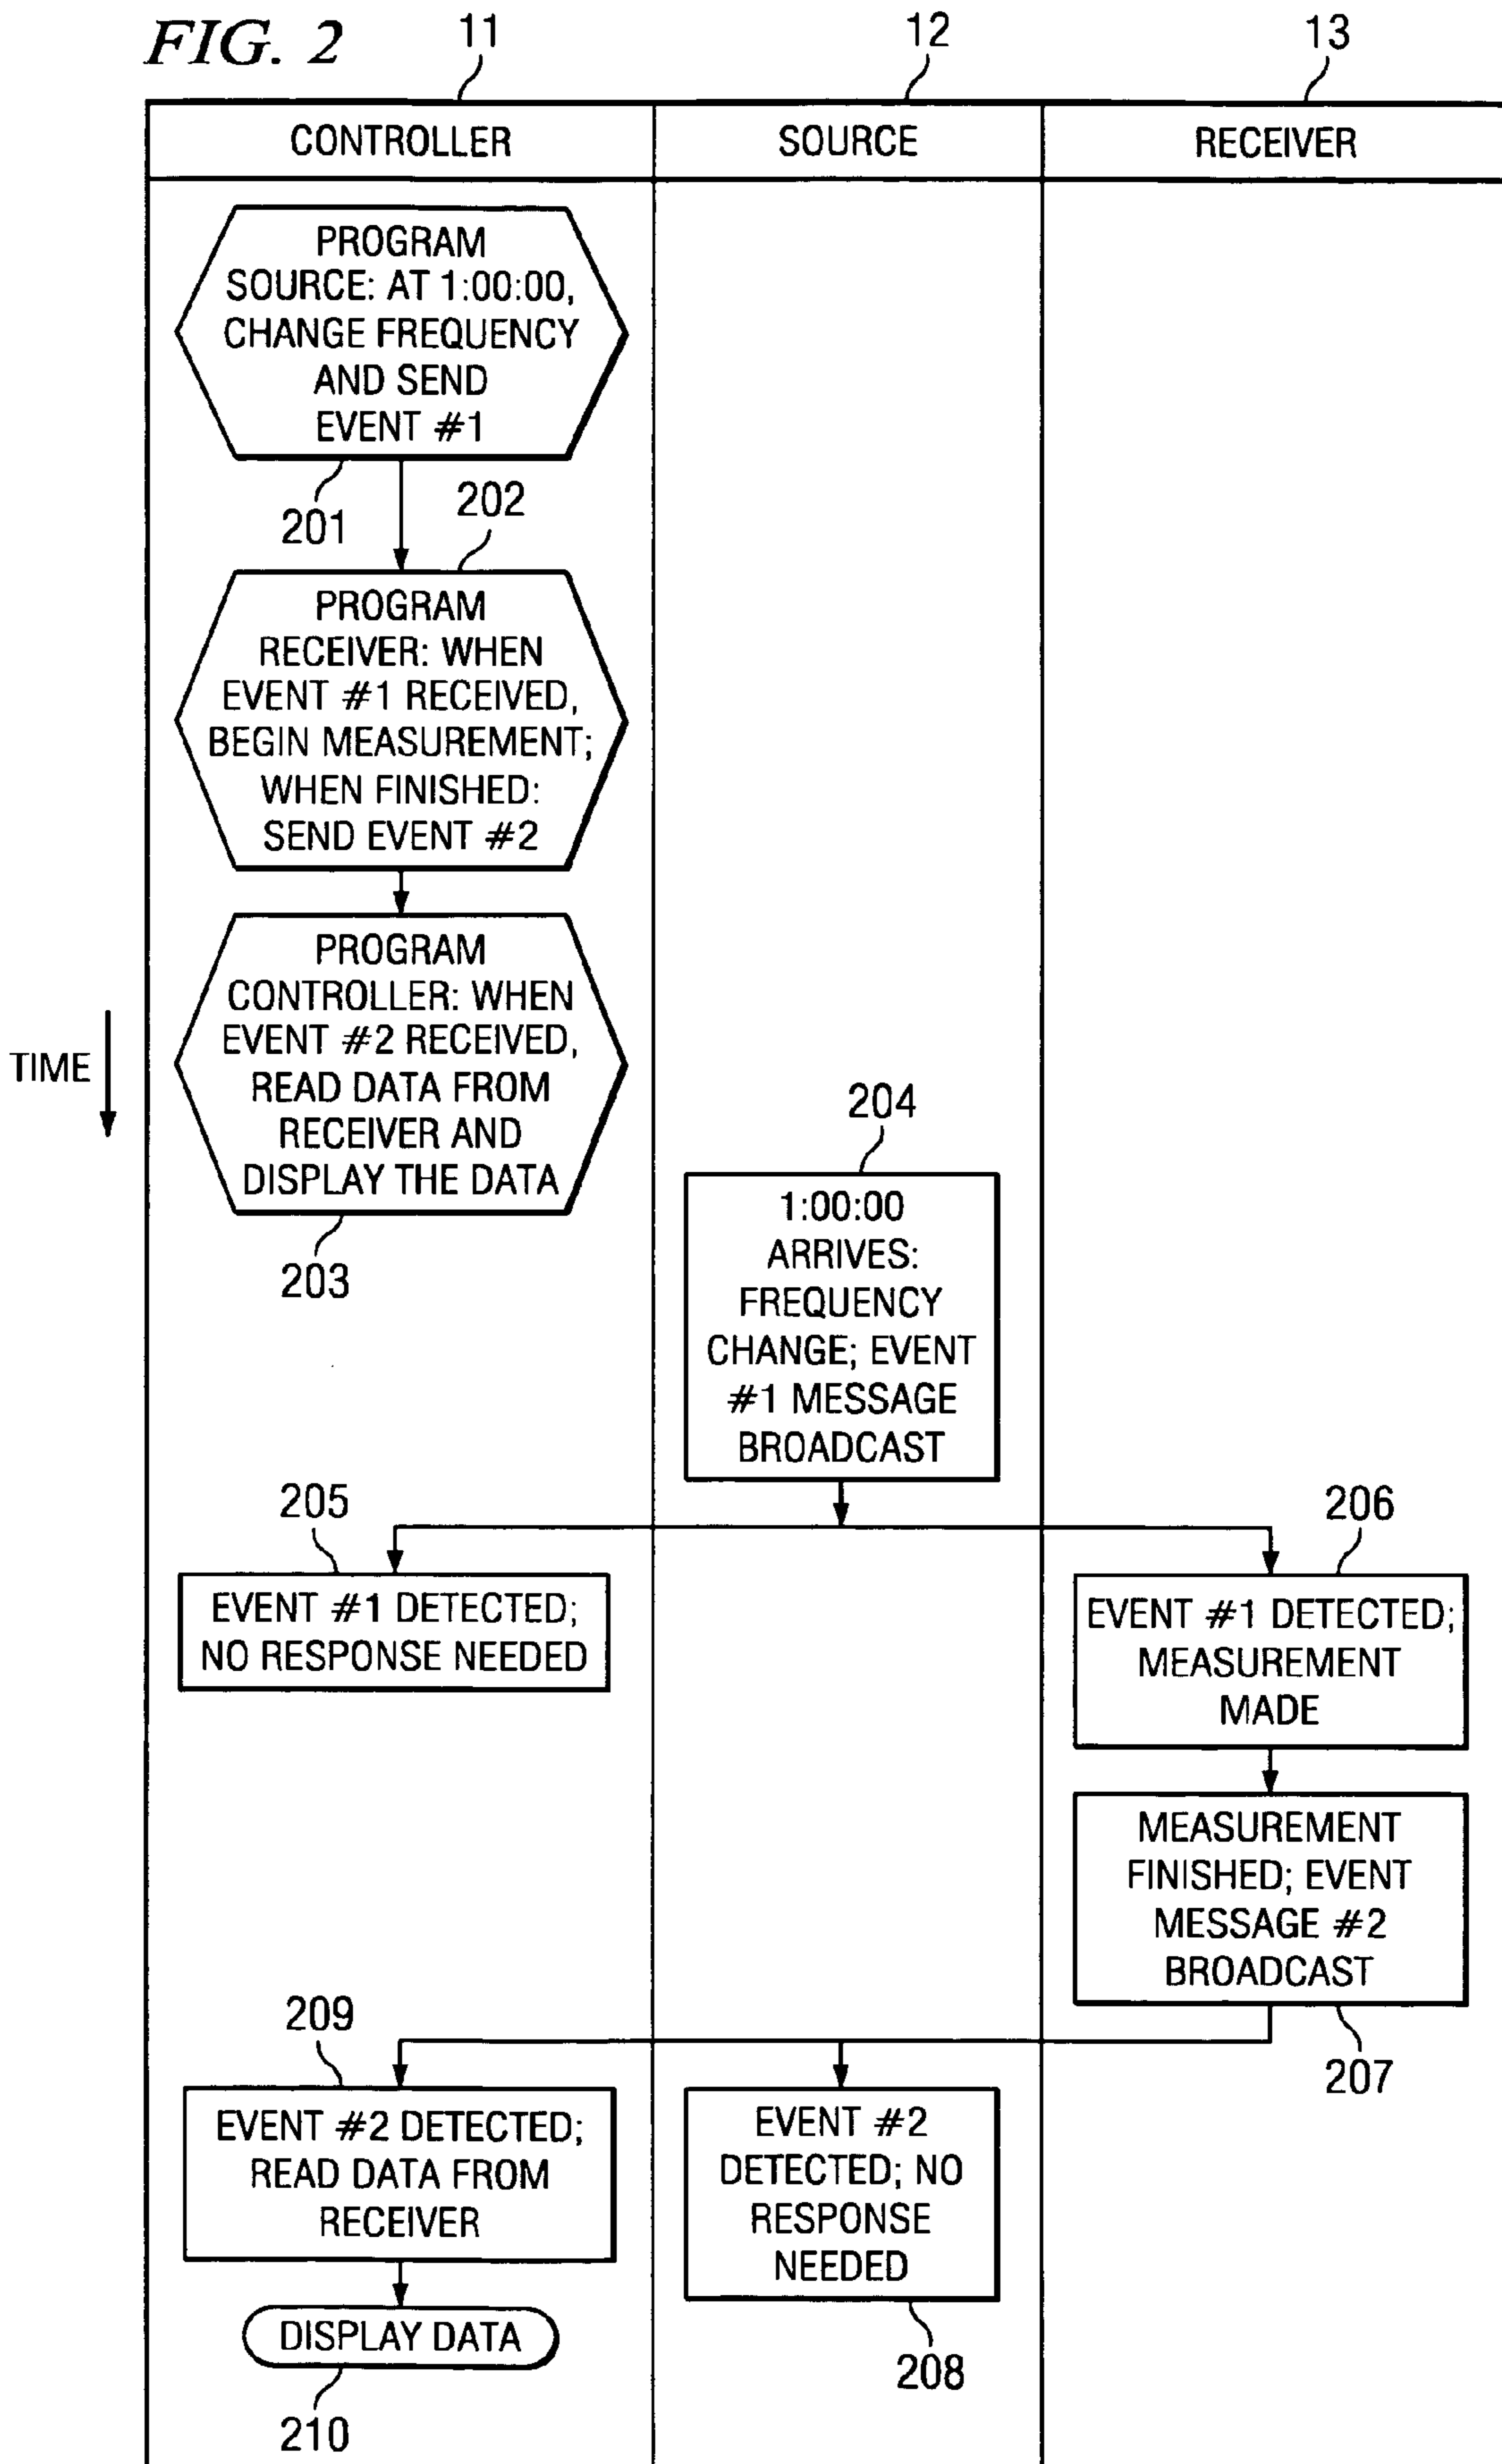 FIG. 2
11
12
13
CONTROLLER
SOURCE
RECEIVER
PROGRAM
SOURCE: AT 1:00:00,
CHANGE FREQUENCY
AND SEND
EVENT #1
201
202
PROGRAM
RECEIVER: WHEN
EVENT #1 RECEIVED,
BEGIN MEASUREMENT;
WHEN FINISHED:
SEND EVENT #2
PROGRAM
CONTROLLER: WHEN
EVENT #2 RECEIVED,
READ DATA FROM
RECEIVER AND
DISPLAY THE DATA
203
TIME
204
1:00:00
ARRIVES:
FREQUENCY
CHANGE; EVENT
#1 MESSAGE
BROADCAST
205
EVENT #1 DETECTED;
NO RESPONSE NEEDED
206
EVENT #1 DETECTED;
MEASUREMENT
MADE
MEASUREMENT
FINISHED; EVENT
MESSAGE #2
BROADCAST
207
209
EVENT #2 DETECTED;
READ DATA FROM
RECEIVER
EVENT #2
DETECTED; NO
RESPONSE
NEEDED
208
DISPLAY DATA
210